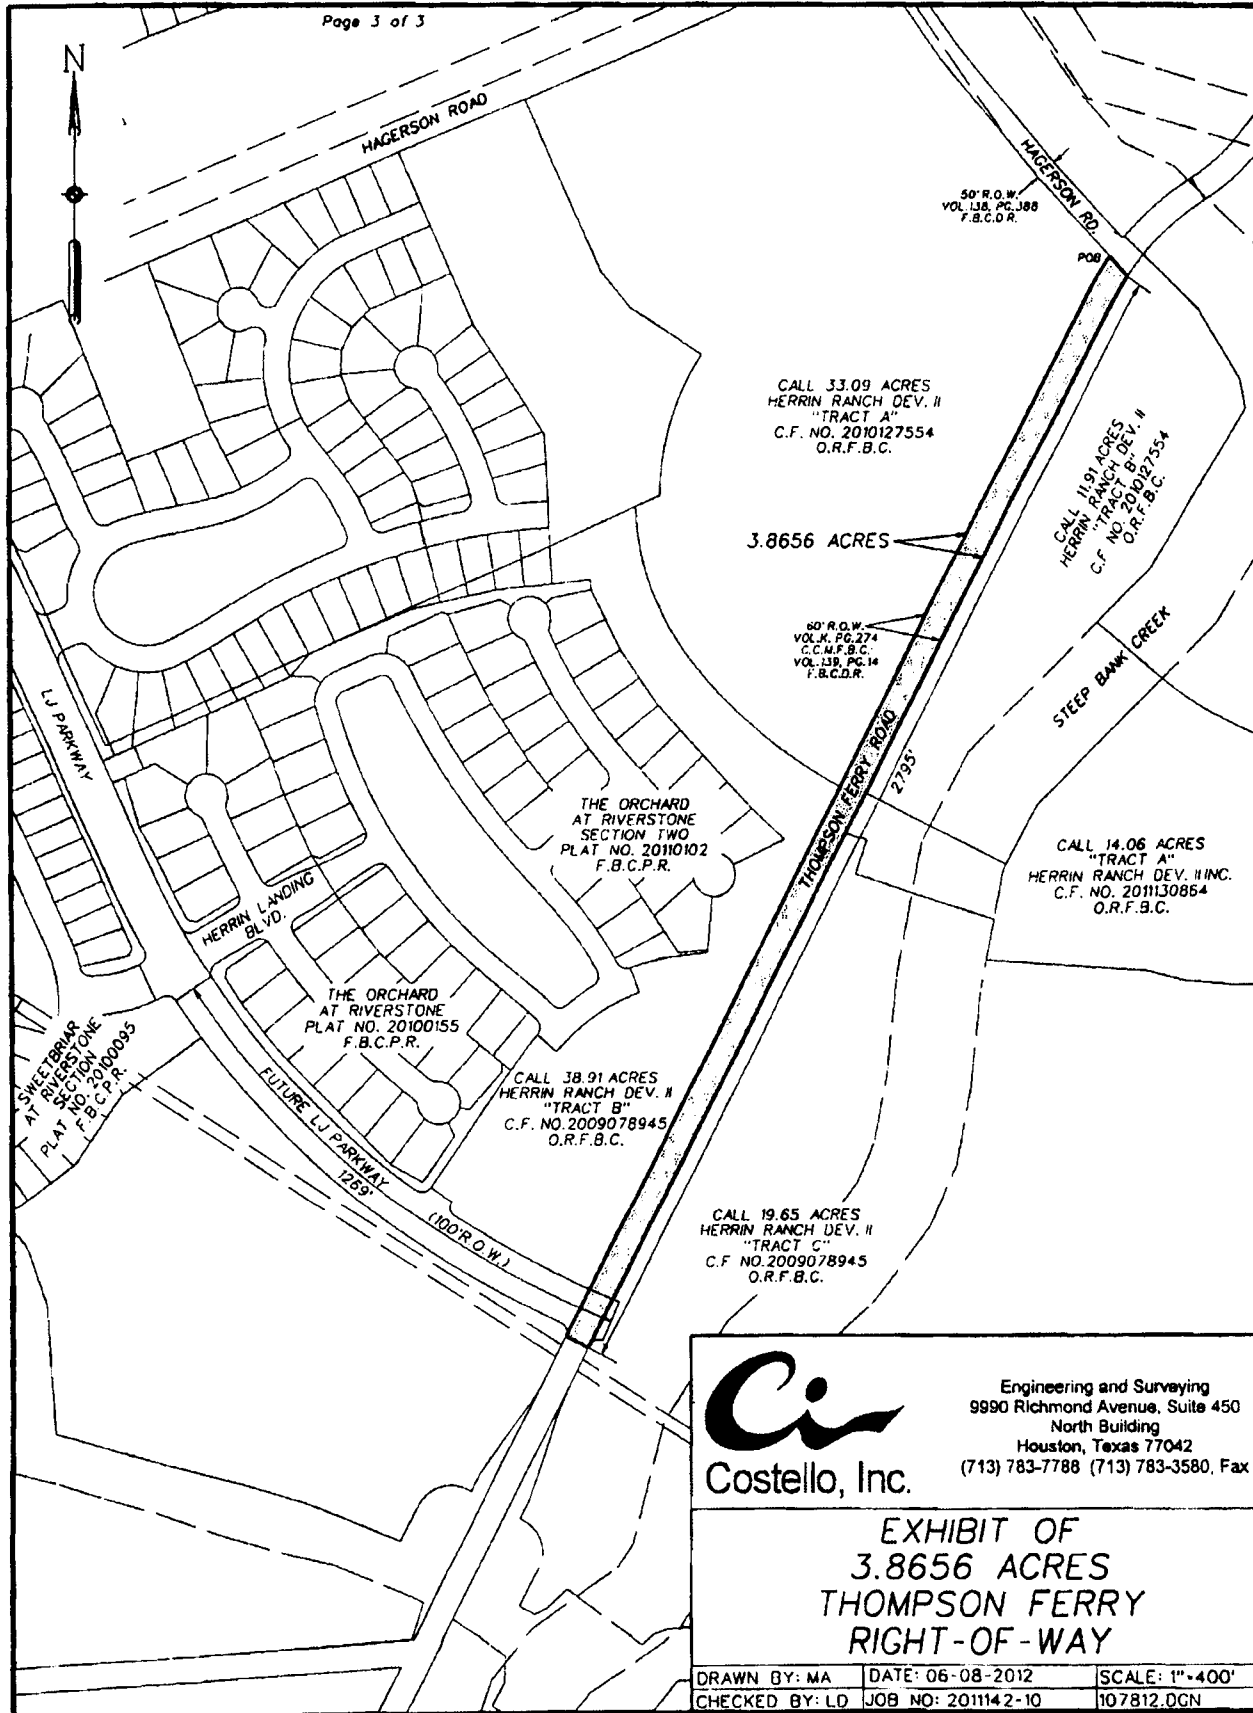 Page 3 of 3
N
HAGERSON ROAD
HAGERSON RD.
50' R.O.W.
VOL.138, PG.388
F.B.C.D.R.
POB
CALL 33.09 ACRES
HERRIN RANCH DEV. II
"TRACT A"
C.F. NO. 2010127554
O.R.F.B.C.
CALL 11.91 ACRES
HERRIN RANCH DEV. II
"TRACT B"
C.F. NO. 2010127554
O.R.F.B.C.
3.8656 ACRES
60' R.O.W.
VOL.K, PG.274
C.C.M.F.B.C.
VOL.139, PG.14
F.B.C.D.R.
STEEP BANK CREEK
LJ PARKWAY
THOMPSON FERRY ROAD
2795'
THE ORCHARD
AT RIVERSTONE
SECTION TWO
PLAT NO. 20110102
F.B.C.P.R.
CALL 14.06 ACRES
"TRACT A"
HERRIN RANCH DEV. II INC.
C.F. NO. 2011130864
O.R.F.B.C.
HERRIN LANDING
BLVD.
THE ORCHARD
AT RIVERSTONE
PLAT NO. 20100155
F.B.C.P.R.
SWEETBRIAR
AT RIVERSTONE
SECTION
PLAT NO. 20100095
F.B.C.P.R.
CALL 38.91 ACRES
HERRIN RANCH DEV. II
"TRACT B"
C.F. NO.2009078945
O.R.F.B.C.
FUTURE LJ PARKWAY
1269'
(100' R.O.W.)
CALL 19.65 ACRES
HERRIN RANCH DEV. II
"TRACT C"
C.F NO.2009078945
O.R.F.B.C.
Ci
Costello, Inc.
Engineering and Surveying
9990 Richmond Avenue, Suite 450
North Building
Houston, Texas 77042
(713) 783-7788 (713) 783-3580, Fax
EXHIBIT OF
3.8656 ACRES
THOMPSON FERRY
RIGHT-OF-WAY
DRAWN BY: MA DATE: 06-08-2012 SCALE: 1"=400'
CHECKED BY: LD JOB NO: 2011142-10 107812.DGN